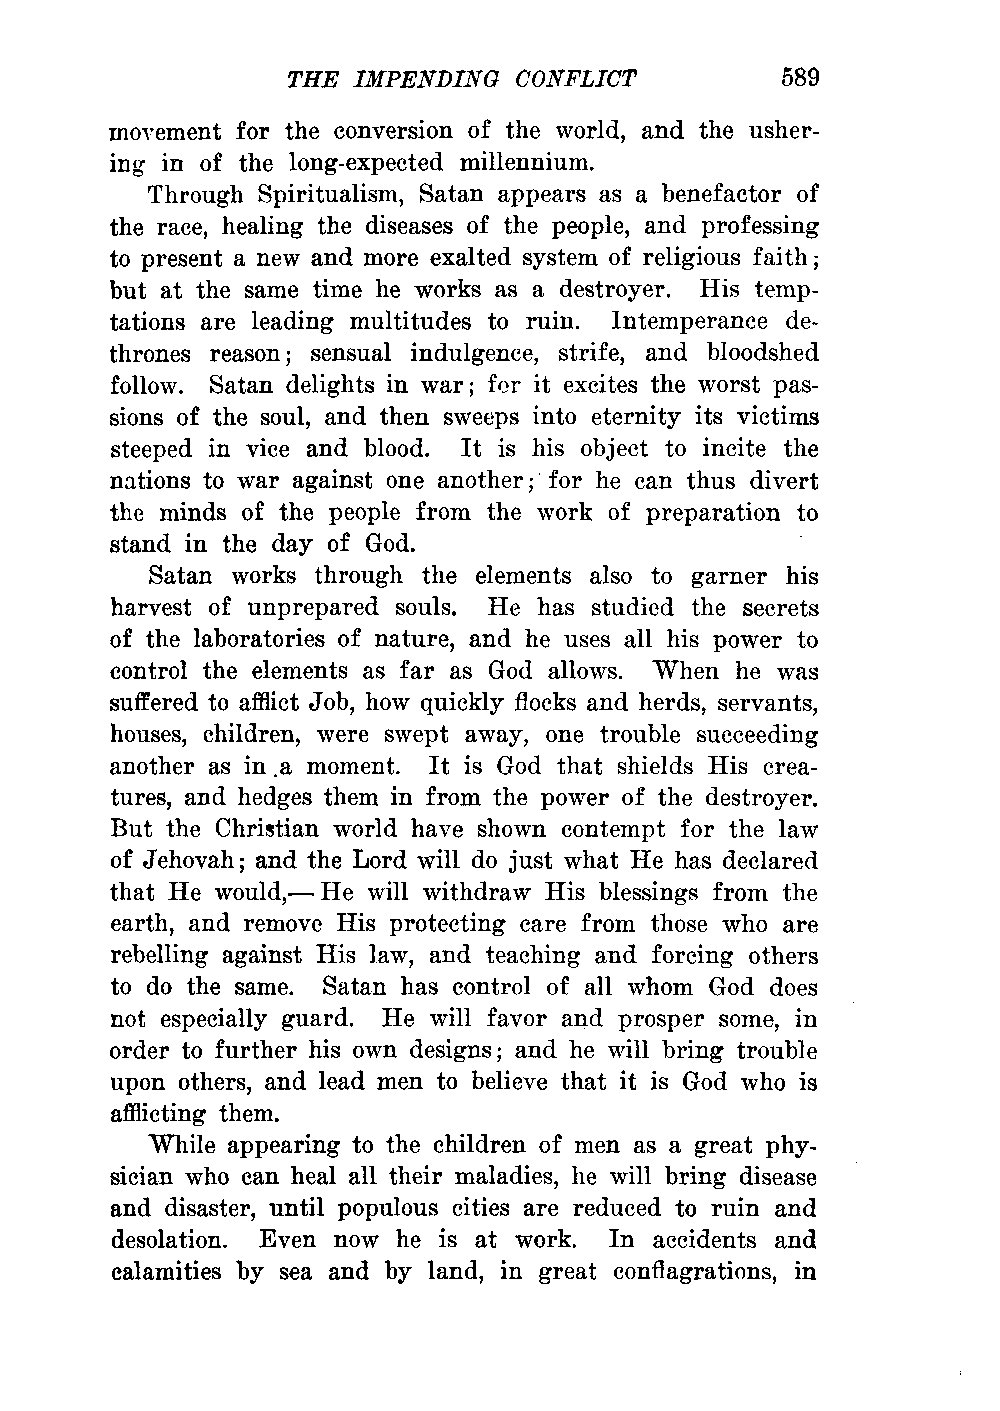 THE IMPENDING CONFLICT 589
movement for the conversion of the world, and the usher-
ing in of the long-expected millennium.
Through Spiritualism, Satan appears as a benefactor of
the race, healing the diseases of the people, and professing
to present a new and more exalted system of religious faith;
but at the same time he works as a destroyer. His temp-
tations are leading multitudes to ruin. Intemperance de-
thrones reason; sensual indulgence, strife, and bloodshed
follow. Satan delights in war; for it excites the worst pas-
sions of the soul, and then sweeps into eternity its victims
steeped in vice and blood. It is his object to incite the
nations to war against one another; for he can thus divert
the minds of the people from the work of preparation to
stand in the day of God.
Satan works through the elements also to garner his
harvest of unprepared souls. He has studied the secrets
of the laboratories of nature, and he uses all his power to
control the elements as far as God allows. When he was
suffered to afflict Job, how quickly flocks and herds, servants,
houses, children, were swept away, one trouble succeeding
another as in a moment. It is God that shields His crea-
tures, and hedges them in from the power of the destroyer.
But the Christian world have shown contempt for the law
of Jehovah; and the Lord will do just what He has declared
that He would,— He will withdraw His blessings from the
earth, and remove His protecting care from those who are
rebelling against His law, and teaching and forcing others
to do the same. Satan has control of all whom God does
not especially guard. He will favor and prosper some, in
order to further his own designs; and he will bring trouble
upon others, and lead men to believe that it is God who is
afflicting them.
While appearing to the children of men as a great phy-
sician who can heal all their maladies, he will bring disease
and disaster, until populous cities are reduced to ruin and
desolation. Even now he is at work. In accidents and
calamities by sea and by land, in great conflagrations, in